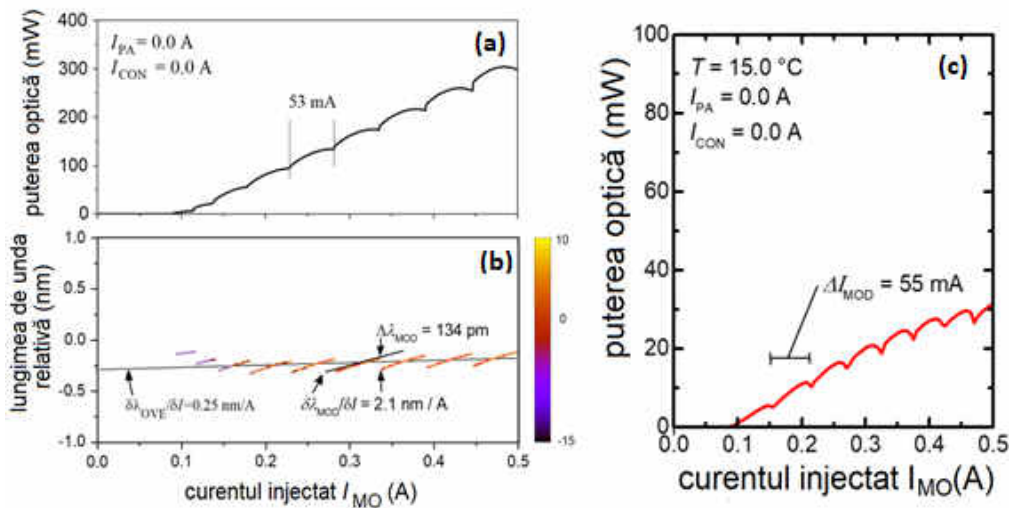 (a)
I_PA = 0.0 A
I_CON = 0.0 A
53 mA
puterea optică (mW)
400
300
200
100
0
(b)
lungimea de unda
relativă (nm)
1.0
0.5
-0.0
-0.5
-1.0
Δλ_MOD = 134 pm
δλ_OVE/δI=0.25 nm/A
δλ_MOD/δI = 2.1 nm / A
10
0
-15
0.0 0.1 0.2 0.3 0.4 0.5
curentul injectat I_MO (A)
(c)
T = 15.0 °C
I_PA = 0.0 A
I_CON = 0.0 A
ΔI_MOD = 55 mA
puterea optică (mW)
100
80
60
40
20
0
0.0 0.1 0.2 0.3 0.4 0.5
curentul injectat I_MO(A)